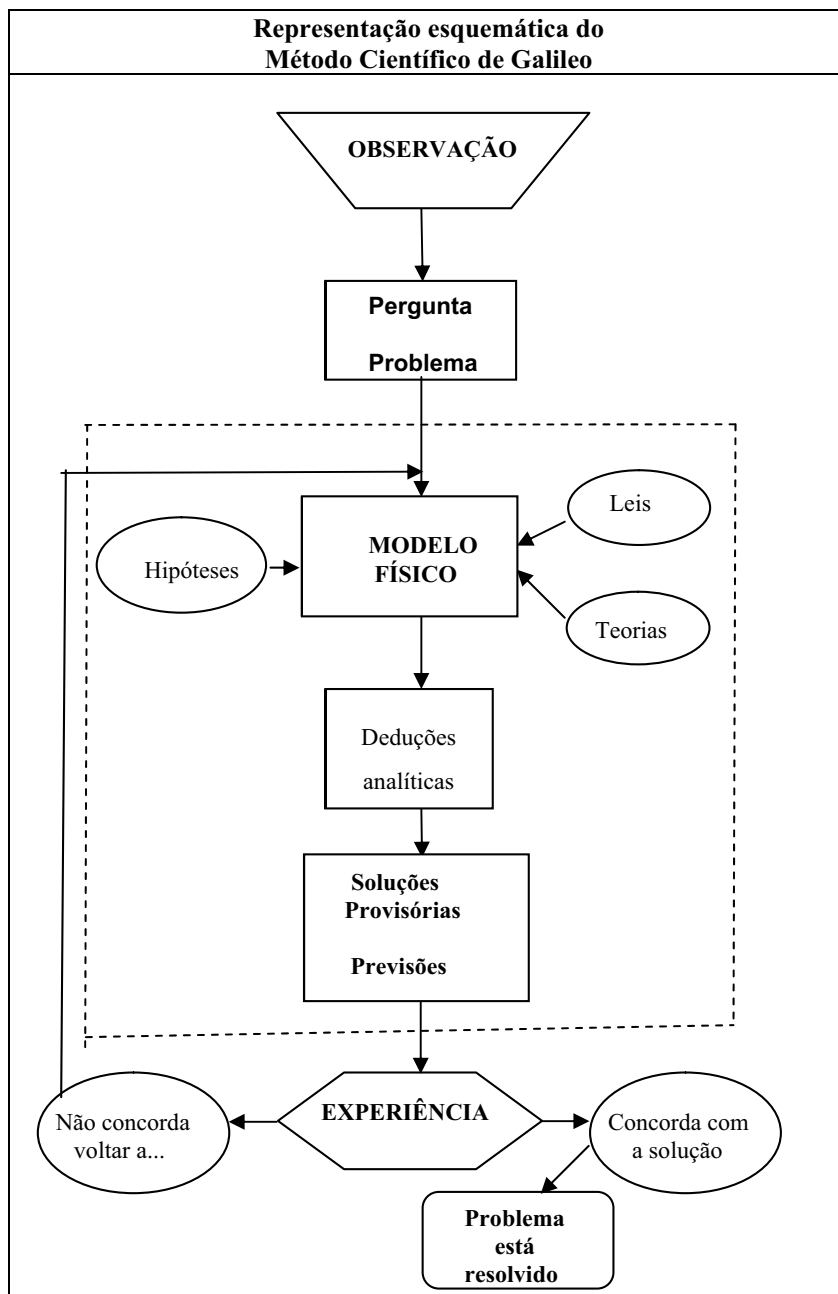 Representação esquemática do
Método Científico de Galileo
OBSERVAÇÃO
Pergunta
Problema
Leis
Hipóteses
MODELO
FÍSICO
Teorias
Deduções
analíticas
Soluções
Provisórias
Previsões
Não concorda
voltar a...
EXPERIÊNCIA
Concorda com
a solução
Problema
está
resolvido